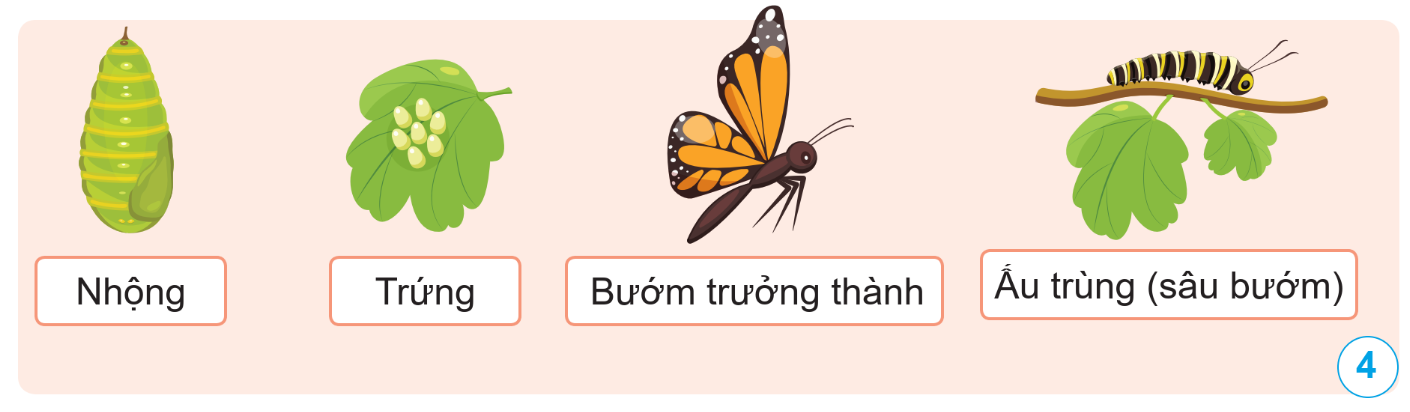 Nhộng
Trứng
Bướm trưởng thành
Ấu trùng (sâu bướm)
4